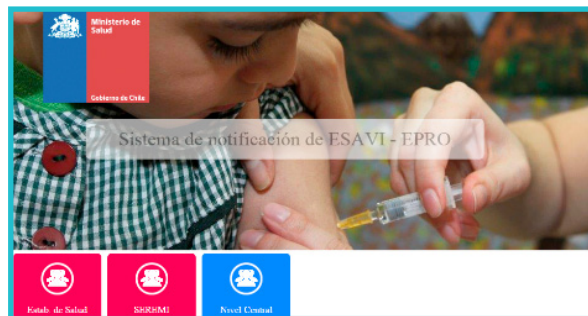 Ministerio de
Salud
Gobierno de Chile
Sistema de notificación de ESAVI - EPRO
Estab. de Salud
SEREMI
Nivel Central